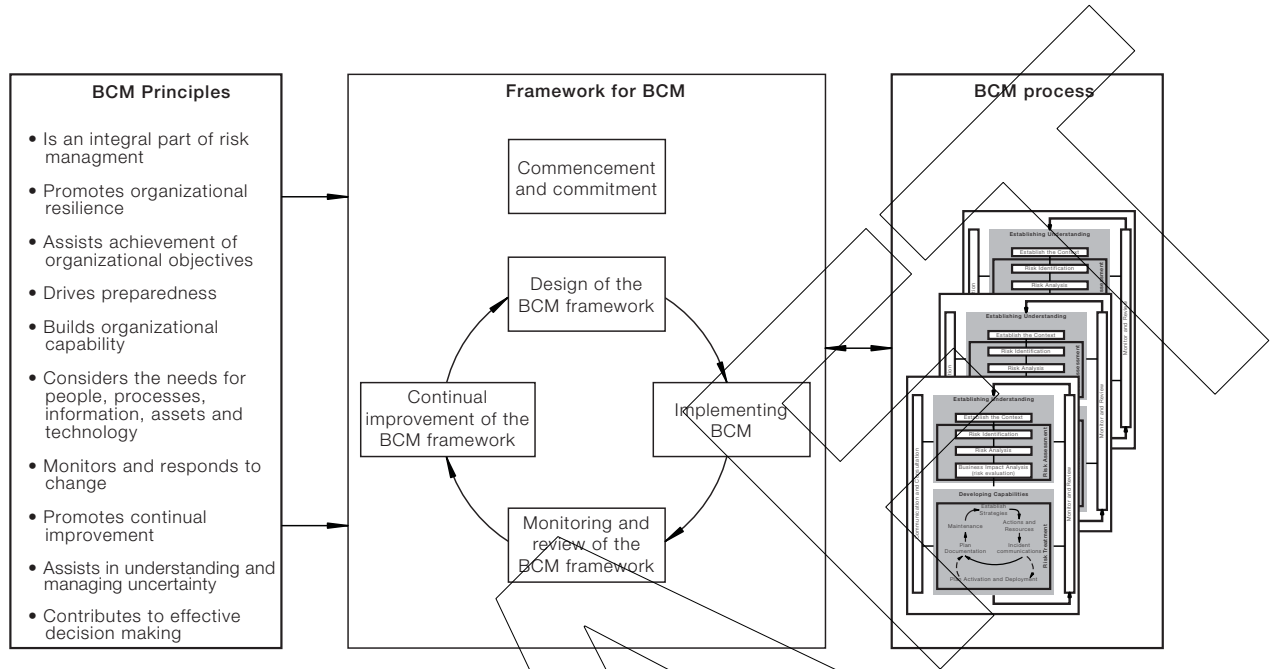 BCM Principles
• Is an integral part of risk
managment
• Promotes organizational
resilience
• Assists achievement of
organizational objectives
• Drives preparedness
• Builds organizational
capability
• Considers the needs for
people, processes,
information, assets and
technology
• Monitors and responds to
change
• Promotes continual
improvement
• Assists in understanding and
managing uncertainty
• Contributes to effective
decision making
Framework for BCM
Commencement
and commitment
Design of the
BCM framework
Continual
improvement of the
BCM framework
Implementing
BCM
Monitoring and
review of the
BCM framework
BCM process
Establishing Understanding
Establish the Context
Risk Identification
Risk Analysis
Monitor and Review
Establishing Understanding
Establish the Context
Risk Identification
Risk Analysis
Monitor and Review
Establishing Understanding
Establish the Context
Risk Identification
Risk Analysis
Business Impact Analysis
(risk evaluation)
Risk Assessment
Communication and Consultation
Monitor and Review
Developing Capabilities
Establish
Strategies
Maintenance
Actions and
Resources
Plan
Documentation
Incident
communications
Plan Activation and Deployment
Risk Treatment